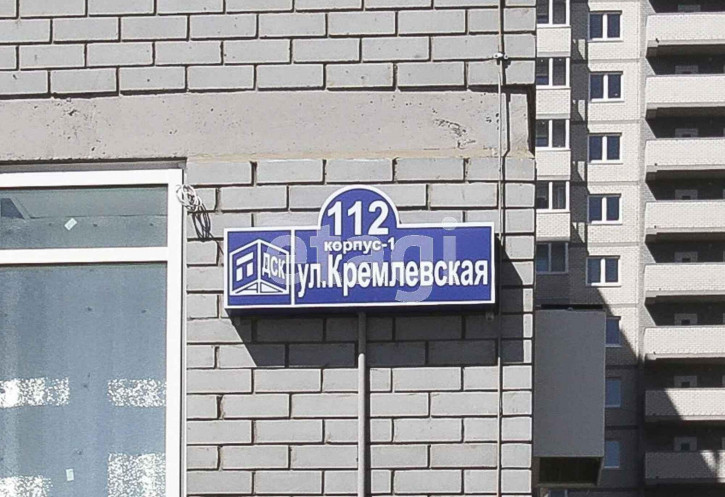 112
корпус-1
ДСК ул.Кремлевская
etagi